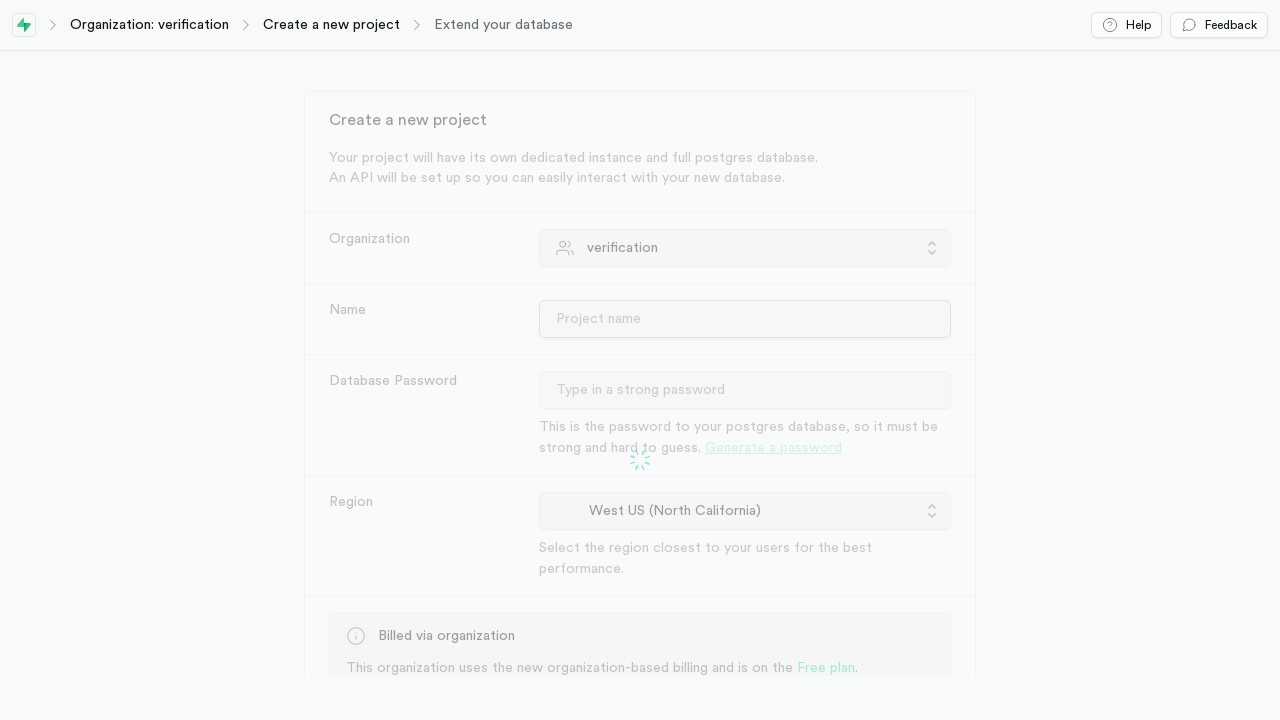 Organization: verification
Create a new project
Extend your database
Help
Feedback
Create a new project
Your project will have its own dedicated instance and full postgres database.
An API will be set up so you can easily interact with your new database.
Organization
verification
Name
Project name
Database Password
Type in a strong password
This is the password to your postgres database, so it must be
strong and hard to guess. Generate a password
Region
West US (North California)
Select the region closest to your users for the best
performance.
Billed via organization
This organization uses the new organization-based billing and is on the Free plan.